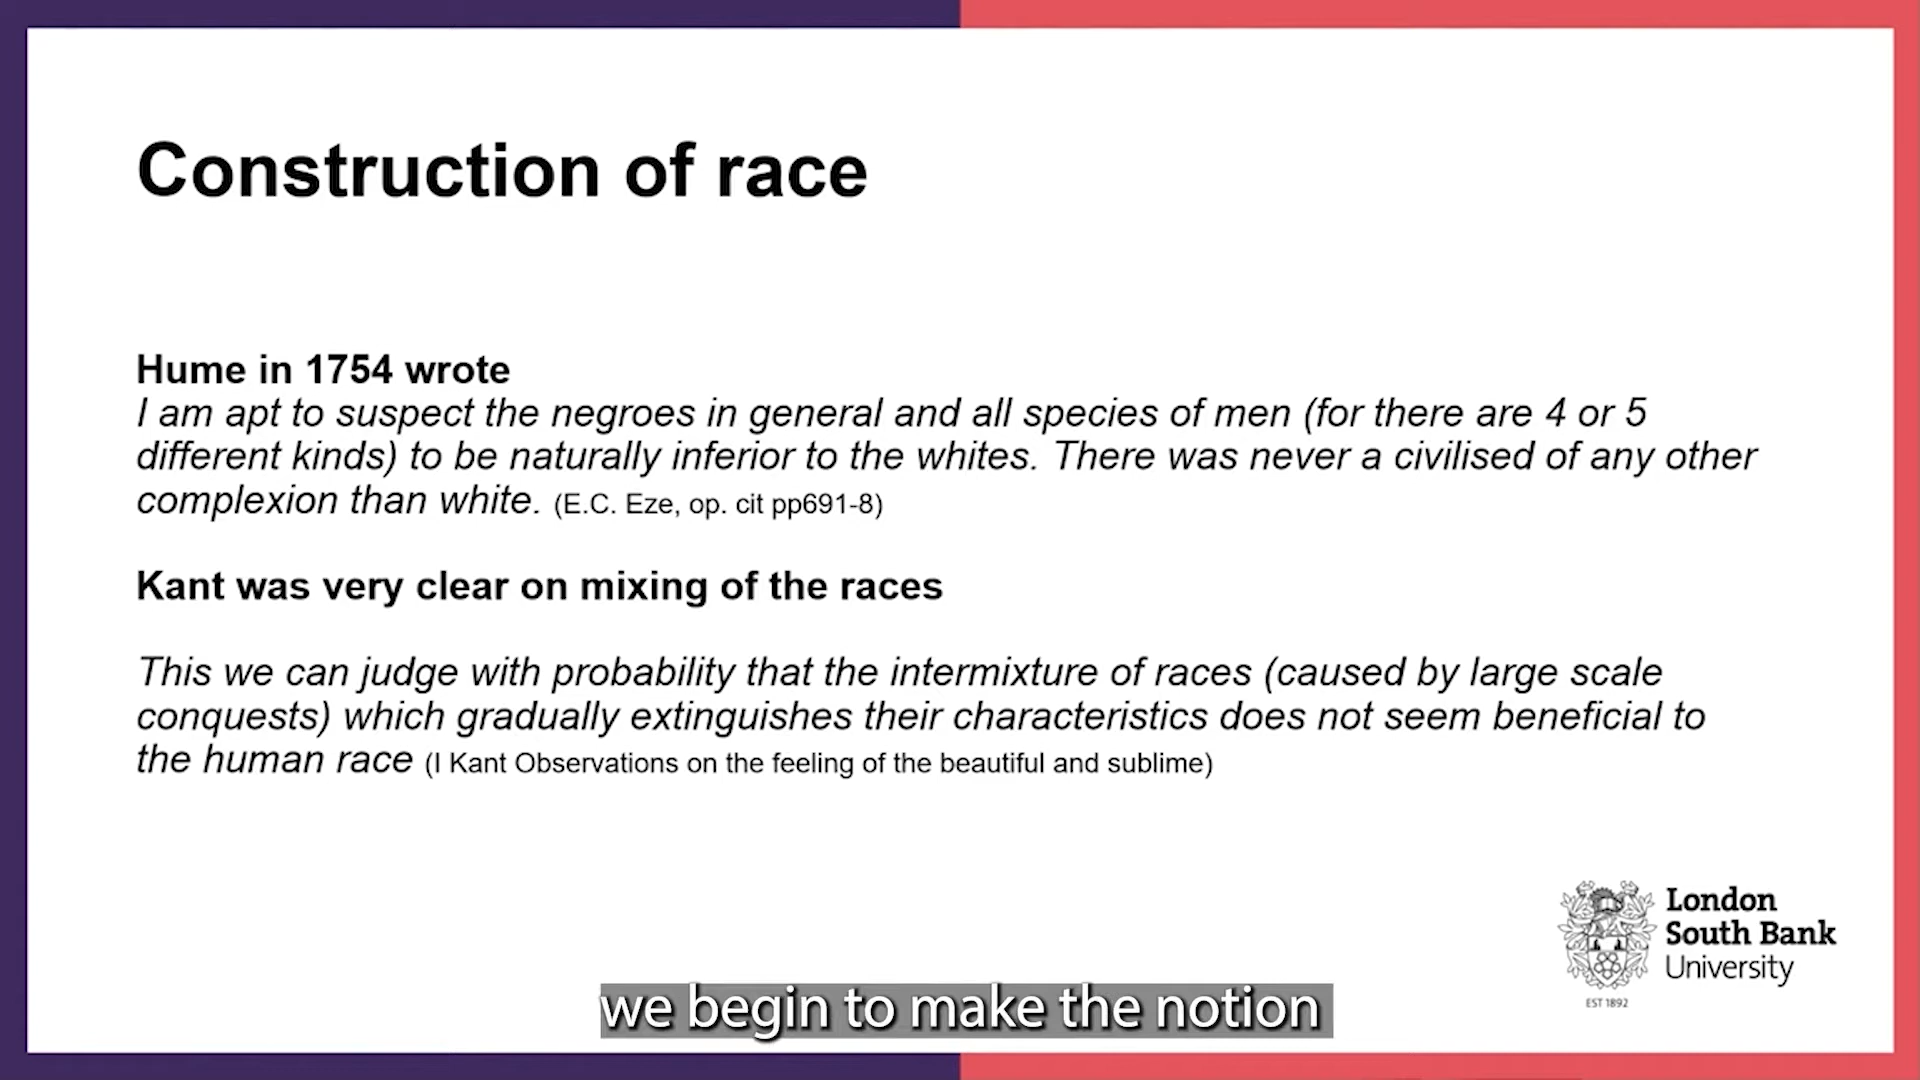 Construction of race
Hume in 1754 wrote
I am apt to suspect the negroes in general and all species of men (for there are 4 or 5
different kinds) to be naturally inferior to the whites. There was never a civilised of any other
complexion than white. (E.C. Eze, op. cit pp691-8)
Kant was very clear on mixing of the races
This we can judge with probability that the intermixture of races (caused by large scale
conquests) which gradually extinguishes their characteristics does not seem beneficial to
the human race (I Kant Observations on the feeling of the beautiful and sublime)
London
South Bank
University
EST 1892
we begin to make the notion